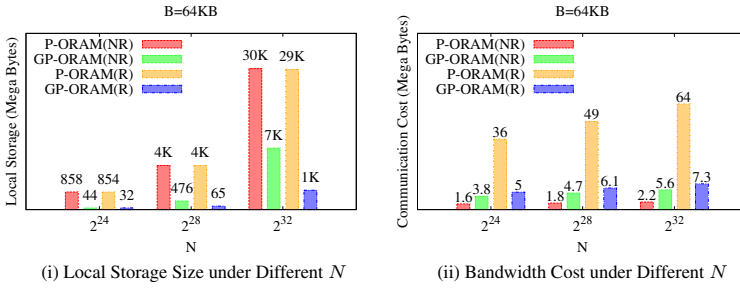 B=64KB
Local Storage (Mega Bytes)
P-ORAM(NR)
GP-ORAM(NR)
P-ORAM(R)
GP-ORAM(R)
858
44
854
32
4K
476
4K
65
30K
7K
29K
1K
2^24
2^28
2^32
N
(i) Local Storage Size under Different N
B=64KB
Communication Cost (Mega Bytes)
P-ORAM(NR)
GP-ORAM(NR)
P-ORAM(R)
GP-ORAM(R)
1.6
3.8
36
5
1.8
4.7
49
6.1
2.2
5.6
64
7.3
2^24
2^28
2^32
N
(ii) Bandwidth Cost under Different N